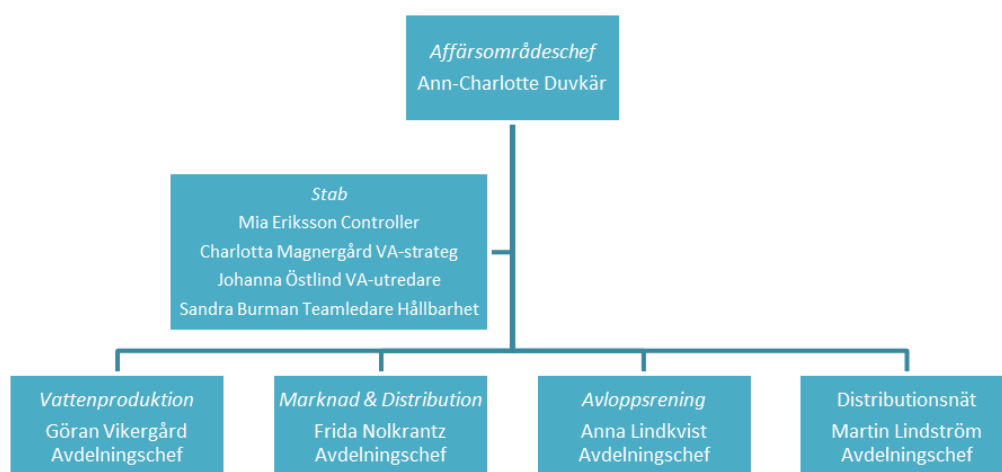 Affärsområdeschef
Ann-Charlotte Duvkär
Stab
Mia Eriksson Controller
Charlotta Magnergård VA-strateg
Johanna Östlind VA-utredare
Sandra Burman Teamledare Hållbarhet
Vattenproduktion
Göran Vikergård
Avdelningschef
Marknad & Distribution
Frida Nolkrantz
Avdelningschef
Avloppsrening
Anna Lindkvist
Avdelningschef
Distributionsnät
Martin Lindström
Avdelningschef